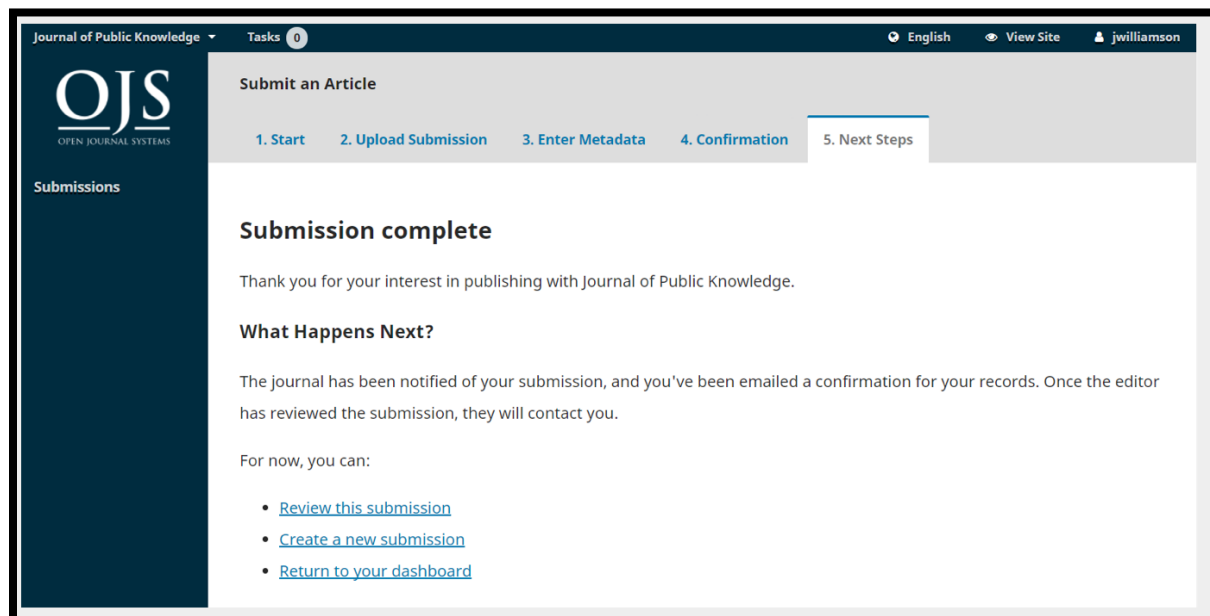 Journal of Public Knowledge Tasks 0 English View Site jwilliamson
OJS
OPEN JOURNAL SYSTEMS
Submissions
Submit an Article
1. Start 2. Upload Submission 3. Enter Metadata 4. Confirmation 5. Next Steps
Submission complete
Thank you for your interest in publishing with Journal of Public Knowledge.
What Happens Next?
The journal has been notified of your submission, and you've been emailed a confirmation for your records. Once the editor
has reviewed the submission, they will contact you.
For now, you can:
• Review this submission
• Create a new submission
• Return to your dashboard